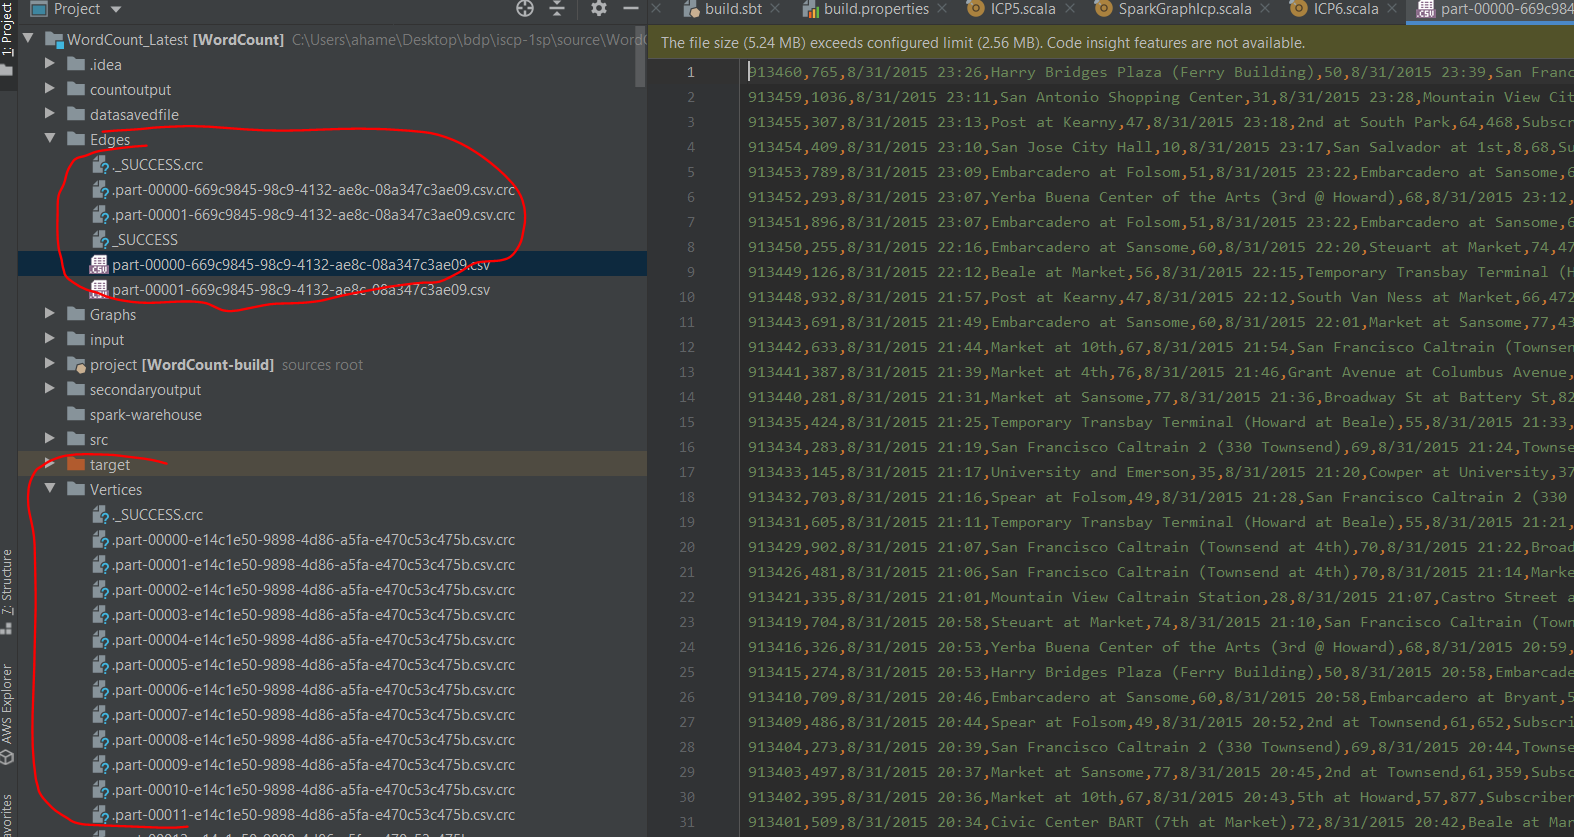 Project
build.sbt
build.properties
ICP5.scala
SparkGraphIcp.scala
ICP6.scala
part-00000-669c984
1: Project
WordCount_Latest [WordCount] C:\Users\ahame\Desktop\bdp\iscp-1sp\source\Word
The file size (5.24 MB) exceeds configured limit (2.56 MB). Code insight features are not available.
.idea
countoutput
datasavedfile
Edges
._SUCCESS.crc
.part-00000-669c9845-98c9-4132-ae8c-08a347c3ae09.csv.crc
.part-00001-669c9845-98c9-4132-ae8c-08a347c3ae09.csv.crc
_SUCCESS
part-00000-669c9845-98c9-4132-ae8c-08a347c3ae09.csv
part-00001-669c9845-98c9-4132-ae8c-08a347c3ae09.csv
Graphs
input
project [WordCount-build] sources root
secondaryoutput
spark-warehouse
src
target
Vertices
._SUCCESS.crc
.part-00000-e14c1e50-9898-4d86-a5fa-e470c53c475b.csv.crc
.part-00001-e14c1e50-9898-4d86-a5fa-e470c53c475b.csv.crc
.part-00002-e14c1e50-9898-4d86-a5fa-e470c53c475b.csv.crc
.part-00003-e14c1e50-9898-4d86-a5fa-e470c53c475b.csv.crc
.part-00004-e14c1e50-9898-4d86-a5fa-e470c53c475b.csv.crc
.part-00005-e14c1e50-9898-4d86-a5fa-e470c53c475b.csv.crc
.part-00006-e14c1e50-9898-4d86-a5fa-e470c53c475b.csv.crc
.part-00007-e14c1e50-9898-4d86-a5fa-e470c53c475b.csv.crc
.part-00008-e14c1e50-9898-4d86-a5fa-e470c53c475b.csv.crc
.part-00009-e14c1e50-9898-4d86-a5fa-e470c53c475b.csv.crc
.part-00010-e14c1e50-9898-4d86-a5fa-e470c53c475b.csv.crc
.part-00011-e14c1e50-9898-4d86-a5fa-e470c53c475b.csv.crc
7: Structure
AWS Explorer
avorites
1 913460,765,8/31/2015 23:26,Harry Bridges Plaza (Ferry Building),50,8/31/2015 23:39,San Franc
2 913459,1036,8/31/2015 23:11,San Antonio Shopping Center,31,8/31/2015 23:28,Mountain View Cit
3 913455,307,8/31/2015 23:13,Post at Kearny,47,8/31/2015 23:18,2nd at South Park,64,468,Subscr
4 913454,409,8/31/2015 23:10,San Jose City Hall,10,8/31/2015 23:17,San Salvador at 1st,8,68,Su
5 913453,789,8/31/2015 23:09,Embarcadero at Folsom,51,8/31/2015 23:22,Embarcadero at Sansome,6
6 913452,293,8/31/2015 23:07,Yerba Buena Center of the Arts (3rd @ Howard),68,8/31/2015 23:12,
7 913451,896,8/31/2015 23:07,Embarcadero at Folsom,51,8/31/2015 23:22,Embarcadero at Sansome,6
8 913450,255,8/31/2015 22:16,Embarcadero at Sansome,60,8/31/2015 22:20,Steuart at Market,74,47
9 913449,126,8/31/2015 22:12,Beale at Market,56,8/31/2015 22:15,Temporary Transbay Terminal (H
10 913448,932,8/31/2015 21:57,Post at Kearny,47,8/31/2015 22:12,South Van Ness at Market,66,472
11 913443,691,8/31/2015 21:49,Embarcadero at Sansome,60,8/31/2015 22:01,Market at Sansome,77,43
12 913442,633,8/31/2015 21:44,Market at 10th,67,8/31/2015 21:54,San Francisco Caltrain (Townsen
13 913441,387,8/31/2015 21:39,Market at 4th,76,8/31/2015 21:46,Grant Avenue at Columbus Avenue,
14 913440,281,8/31/2015 21:31,Market at Sansome,77,8/31/2015 21:36,Broadway St at Battery St,82
15 913435,424,8/31/2015 21:25,Temporary Transbay Terminal (Howard at Beale),55,8/31/2015 21:33,
16 913434,283,8/31/2015 21:19,San Francisco Caltrain 2 (330 Townsend),69,8/31/2015 21:24,Townse
17 913433,145,8/31/2015 21:17,University and Emerson,35,8/31/2015 21:20,Cowper at University,37
18 913432,703,8/31/2015 21:16,Spear at Folsom,49,8/31/2015 21:28,San Francisco Caltrain 2 (330
19 913431,605,8/31/2015 21:11,Temporary Transbay Terminal (Howard at Beale),55,8/31/2015 21:21,
20 913429,902,8/31/2015 21:07,San Francisco Caltrain (Townsend at 4th),70,8/31/2015 21:22,Broad
21 913426,481,8/31/2015 21:06,San Francisco Caltrain (Townsend at 4th),70,8/31/2015 21:14,Marke
22 913421,335,8/31/2015 21:01,Mountain View Caltrain Station,28,8/31/2015 21:07,Castro Street a
23 913419,704,8/31/2015 20:58,Steuart at Market,74,8/31/2015 21:10,San Francisco Caltrain (Town
24 913416,326,8/31/2015 20:53,Yerba Buena Center of the Arts (3rd @ Howard),68,8/31/2015 20:59,
25 913415,274,8/31/2015 20:53,Harry Bridges Plaza (Ferry Building),50,8/31/2015 20:58,Embarcade
26 913410,709,8/31/2015 20:46,Embarcadero at Sansome,60,8/31/2015 20:58,Embarcadero at Bryant,5
27 913409,486,8/31/2015 20:44,Spear at Folsom,49,8/31/2015 20:52,2nd at Townsend,61,652,Subscri
28 913404,273,8/31/2015 20:39,San Francisco Caltrain 2 (330 Townsend),69,8/31/2015 20:44,Townse
29 913403,497,8/31/2015 20:37,Market at Sansome,77,8/31/2015 20:45,2nd at Townsend,61,359,Subsc
30 913402,395,8/31/2015 20:36,Market at 10th,67,8/31/2015 20:43,5th at Howard,57,877,Subscriber
31 913401,509,8/31/2015 20:34,Civic Center BART (7th at Market),72,8/31/2015 20:42,Beale at Mar